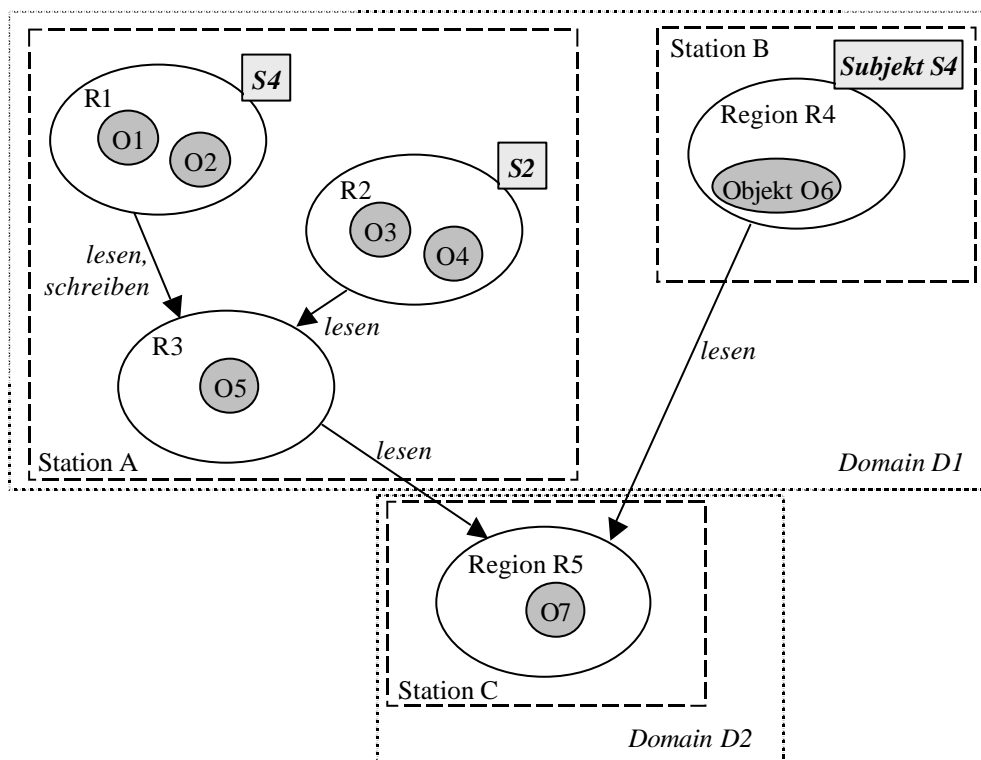 Station B
Subjekt S4
S4
R1
O1
O2
Region R4
Objekt O6
S2
R2
O3
O4
lesen,
schreiben
lesen
lesen
R3
O5
lesen
Station A
Domain D1
Region R5
O7
Station C
Domain D2